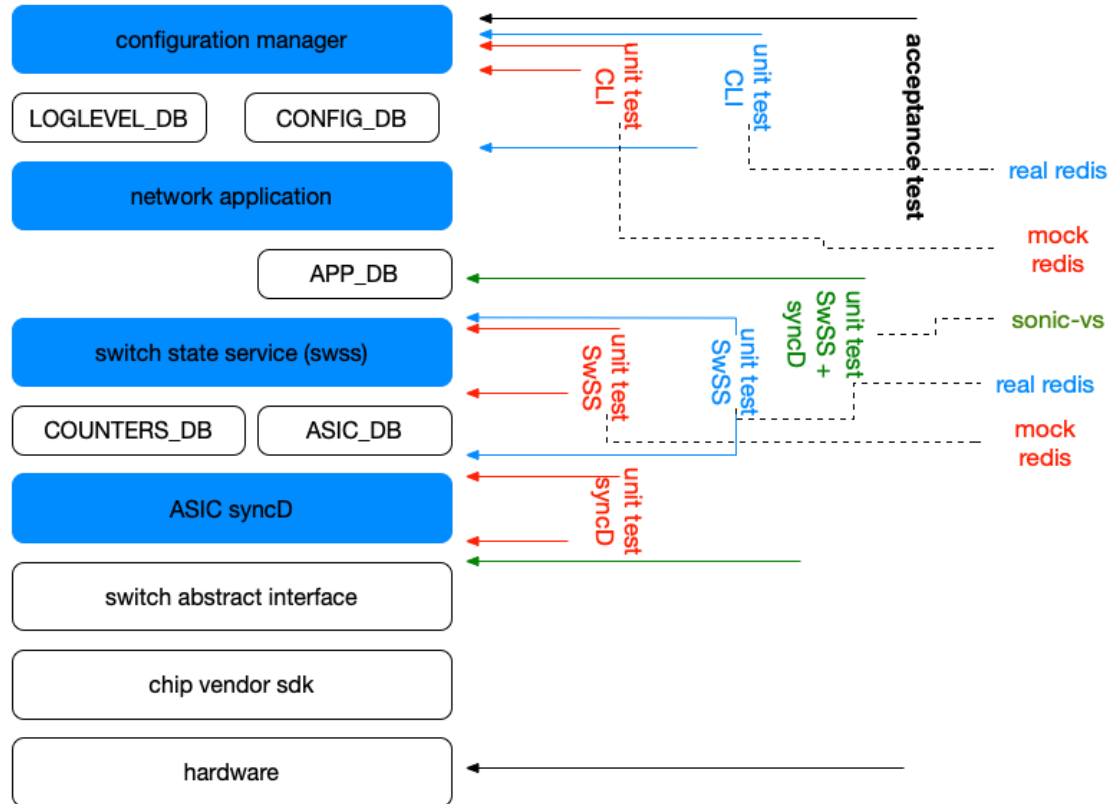 configuration manager
LOGLEVEL_DB
CONFIG_DB
network application
APP_DB
switch state service (swss)
COUNTERS_DB
ASIC_DB
ASIC syncD
switch abstract interface
chip vendor sdk
hardware
unit test
CLI
unit test
CLI
acceptance test
real redis
mock
redis
unit test
SwSS
unit test
SwSS
unit test
SwSS +
syncD
sonic-vs
real redis
mock
redis
unit test
syncD